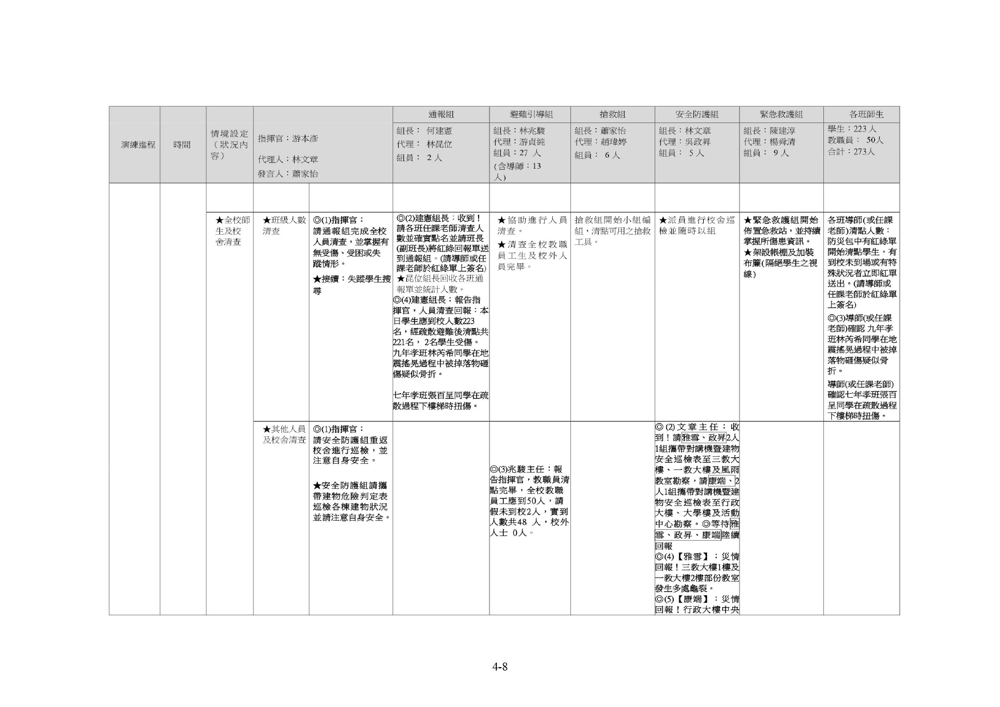 通報組
避難引導組
搶救組
安全防護組
緊急救護組
各班師生
演練進程
時間
情境設定
（狀況內
容）
指揮官：游本彥
代理人：林文章
發言人：蕭家怡
組長： 何建憲
代理： 林昆位
組員： 2 人
組長：林兆駿
代理：游貞純
組員：27 人
(含導師：13
人)
組長：蕭家怡
代理：趙瑋婷
組員： 6 人
組長：林文章
代理：吳政昇
組員： 5 人
組長：陳建淳
代理：楊舜清
組員： 9 人
學生：223 人
教職員： 50人
合計：273人
★全校師
生及校
舍清查
★班級人數
清查
◎(1)指揮官：
請通報組完成全校
人員清查，並掌握有
無受傷、受困或失
蹤情形。
★接續：失蹤學生搜
尋
◎(2)建憲組長：收到！
請各班任課老師清查人
數並確實點名並請班長
(副班長)將紅綠回報單送
到通報組。(請導師或任
課老師於紅綠單上簽名)
★昆位組長回收各班通
報單並統計人數。
◎(4)建憲組長：報告指
揮官，人員清查回報：本
日學生應到校人數223
名，經疏散避難後清點共
221名， 2名學生受傷。
九年孝班林芮希同學在地
震搖晃過程中被掉落物砸
傷疑似骨折。
七年孝班張百呈同學在疏
散過程下樓梯時扭傷。
★協助進行人員
清查。
★清查全校教職
員工生及校外人
員完畢。
搶救組開始小組編
組，清點可用之搶救
工具。
★派員進行校舍巡
檢並隨時以組
★緊急救護組開始
佈置急救站，並持續
掌握所傷患資訊。
★架設帳棚及加裝
布簾(隔絕學生之視
線)
各班導師(或任課
老師)清點人數：
防災包中有紅綠單
開始清點學生，有
到校未到場或有特
殊狀況者立即紅單
送出。(請導師或
任課老師於紅綠單
上簽名)
◎(3)導師(或任課
老師)確認 九年孝
班林芮希同學在地
震搖晃過程中被掉
落物砸傷疑似骨
折。
導師(或任課老師)
確認七年孝班張百
呈同學在疏散過程
下樓梯時扭傷。
★其他人員
及校舍清查
◎(1)指揮官：
請安全防護組重返
校舍進行巡檢，並
注意自身安全。
★安全防護組請攜
帶建物危險判定表
巡檢各棟建物狀況
並請注意自身安全。
◎(3)兆駿主任：報
告指揮官，教職員清
點完畢，全校教職
員工應到50人，請
假未到校2人，實到
人數共48 人，校外
人士 0人。
◎(2)文章主任：收
到！請雅雪、政昇2人
1組攜帶對講機暨建物
安全巡檢表至三教大
樓、一教大樓及風雨
教室勘察，請康端、2
人1組攜帶對講機暨建
物安全巡檢表至行政
大樓、大學樓及活動
中心勘察。◎等待雅
雪、政昇、康端陸續
回報
◎(4)【雅雪】：災情
回報！三教大樓1樓及
一教大樓2樓部份教室
發生多處龜裂。
◎(5)【康端】：災情
回報！行政大樓中央
4-8